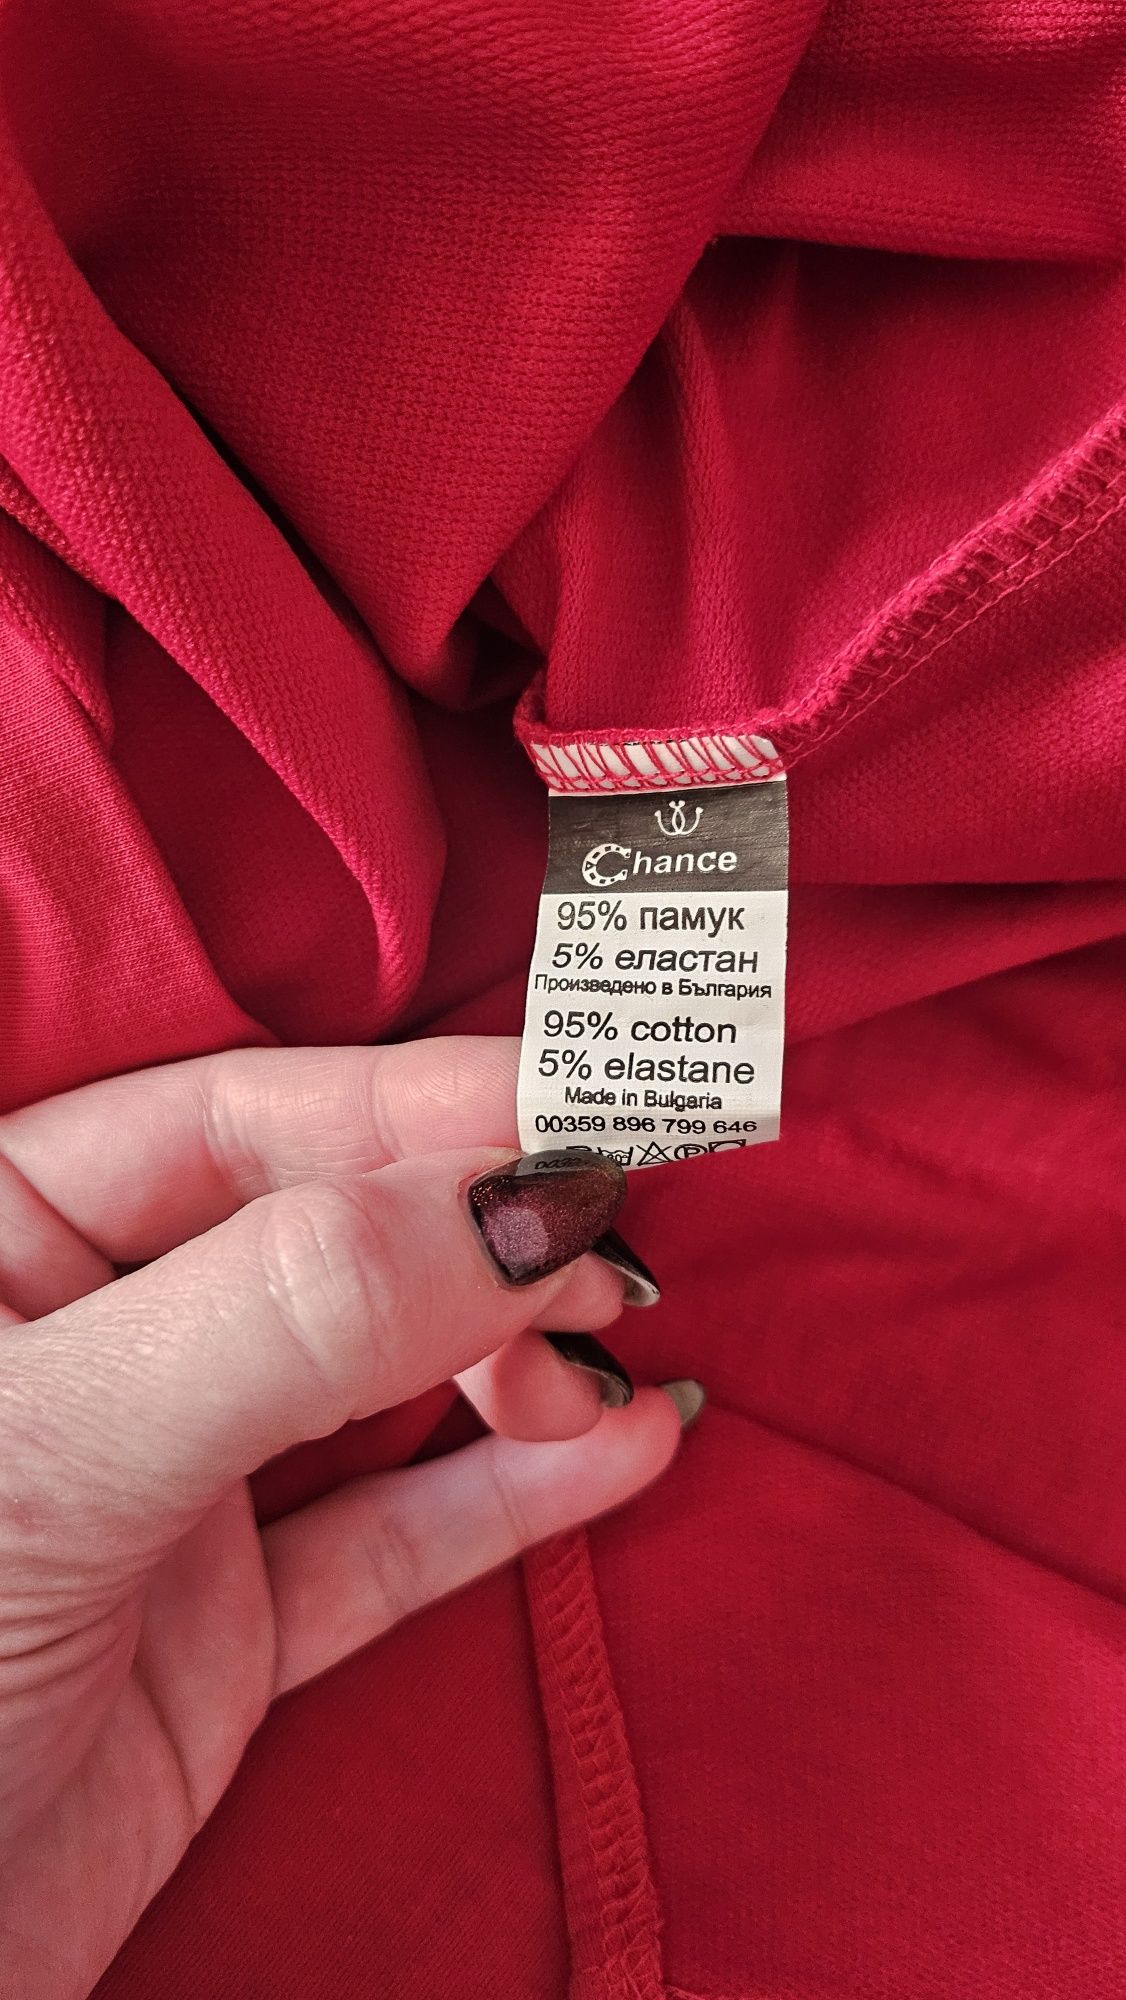 Chance
95% памук
5% еластан
Произведено в България
95% cotton
5% elastane
Made in Bulgaria
00359 896 799 646